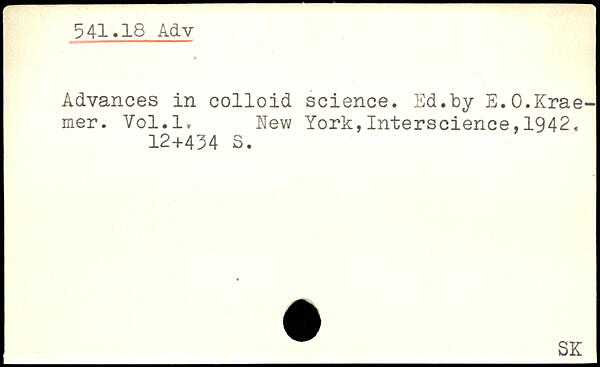 541.18 Adv
Advances in colloid science. Ed.by E.O.Krae-
mer. Vol.1. New York,Interscience,1942.
12+434 S.
SK